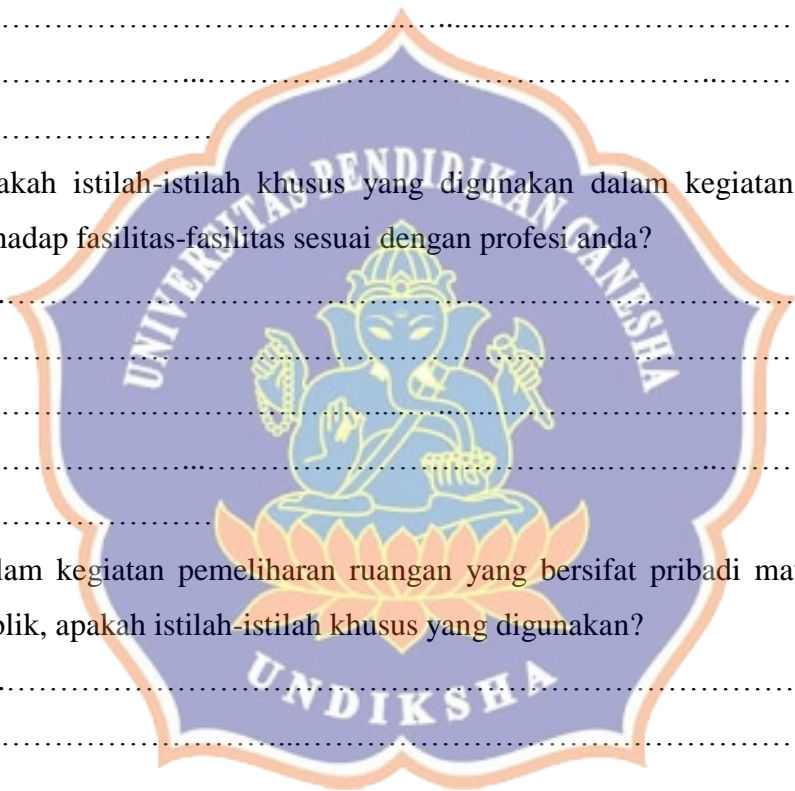 ……………………………………...…...............…………………………
…………………...………………………………………..………..………
……………………
akah istilah-istilah khusus yang digunakan dalam kegiatan
hadap fasilitas-fasilitas sesuai dengan profesi anda?
..……………………………………………………………………………
………………………………………………………………………………
……………………………………………...............………………………
…………………...………………………………………..………..………
……………………
lam kegiatan pemeliharan ruangan yang bersifat pribadi ma
blik, apakah istilah-istilah khusus yang digunakan?
..……………………………………………………………………………
……………………………...………………………………………………
UNIVERSITAS PENDIDIKAN GANESHA
UNDIKSHA